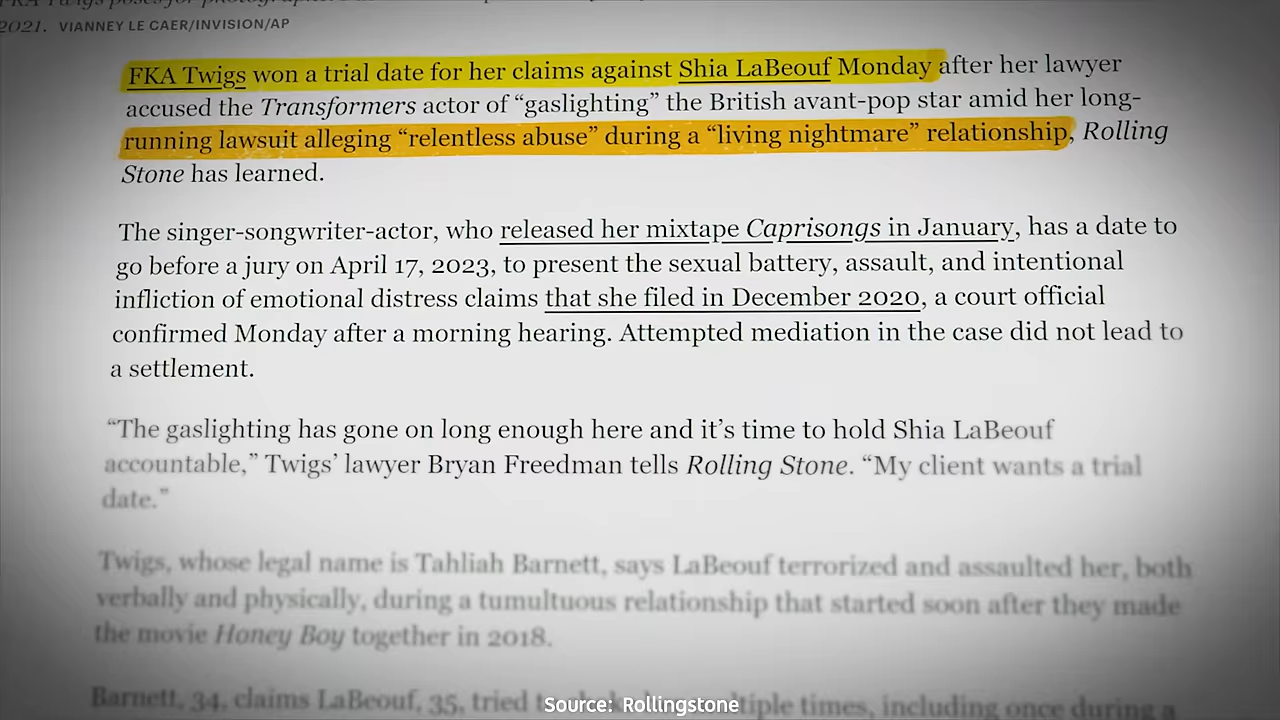 2021. VIANNEY LE CAER/INVISION/AP
FKA Twigs won a trial date for her claims against Shia LaBeouf Monday after her lawyer
accused the Transformers actor of “gaslighting” the British avant-pop star amid her long-
running lawsuit alleging “relentless abuse” during a “living nightmare” relationship, Rolling
Stone has learned.
The singer-songwriter-actor, who released her mixtape Caprisongs in January, has a date to
go before a jury on April 17, 2023, to present the sexual battery, assault, and intentional
infliction of emotional distress claims that she filed in December 2020, a court official
confirmed Monday after a morning hearing. Attempted mediation in the case did not lead to
a settlement.
“The gaslighting has gone on long enough here and it’s time to hold Shia LaBeouf
accountable,” Twigs’ lawyer Bryan Freedman tells Rolling Stone. “My client wants a trial
date.”
Twigs, whose legal name is Tahliah Barnett, says LaBeouf terrorized and assaulted her, both
verbally and physically, during a tumultuous relationship that started soon after they made
the movie Honey Boy together in 2018.
Barnett, 34, claims LaBeouf, 35, tried times, including once during a
Source: Rollingstone